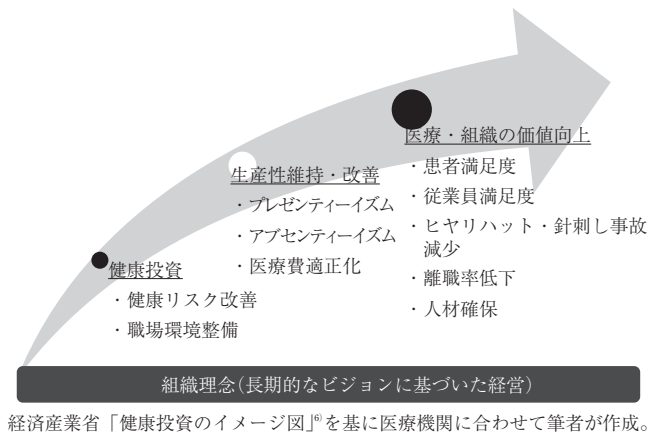 医療・組織の価値向上
・患者満足度
・従業員満足度
・ヒヤリハット・針刺し事故
減少
・離職率低下
・人材確保
生産性維持・改善
・プレゼンティーイズム
・アブセンティーイズム
・医療費適正化
健康投資
・健康リスク改善
・職場環境整備
組織理念(長期的なビジョンに基づいた経営)
経済産業省「健康投資のイメージ図」⁶⁾を基に医療機関に合わせて筆者が作成。